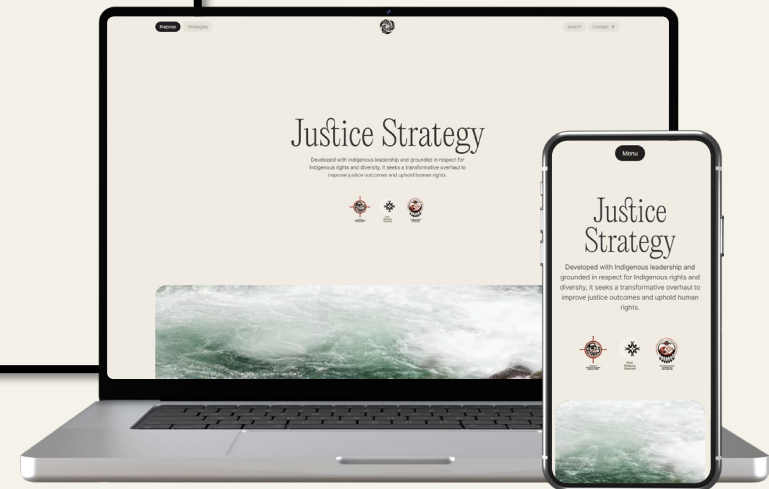 Purpose
Strategies
Search
Contact
Justice Strategy
Developed with Indigenous leadership and grounded in respect for
Indigenous rights and diversity, it seeks a transformative overhaul to
improve justice outcomes and uphold human rights.
Menu
Justice
Strategy
Developed with Indigenous leadership and
grounded in respect for Indigenous rights and
diversity, it seeks a transformative overhaul to
improve justice outcomes and uphold human
rights.